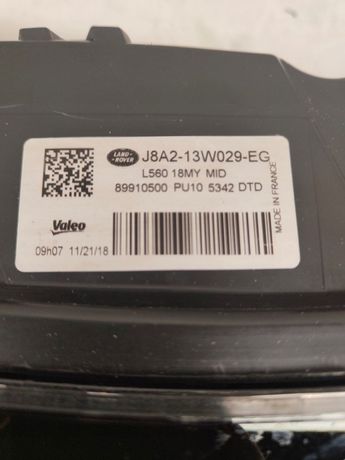 LAND-
ROVER
J8A2-13W029-EG
L560 18MY MID
89910500 PU10 5342 DTD
Valeo
09h07 11/21/18
MADE IN FRANCE